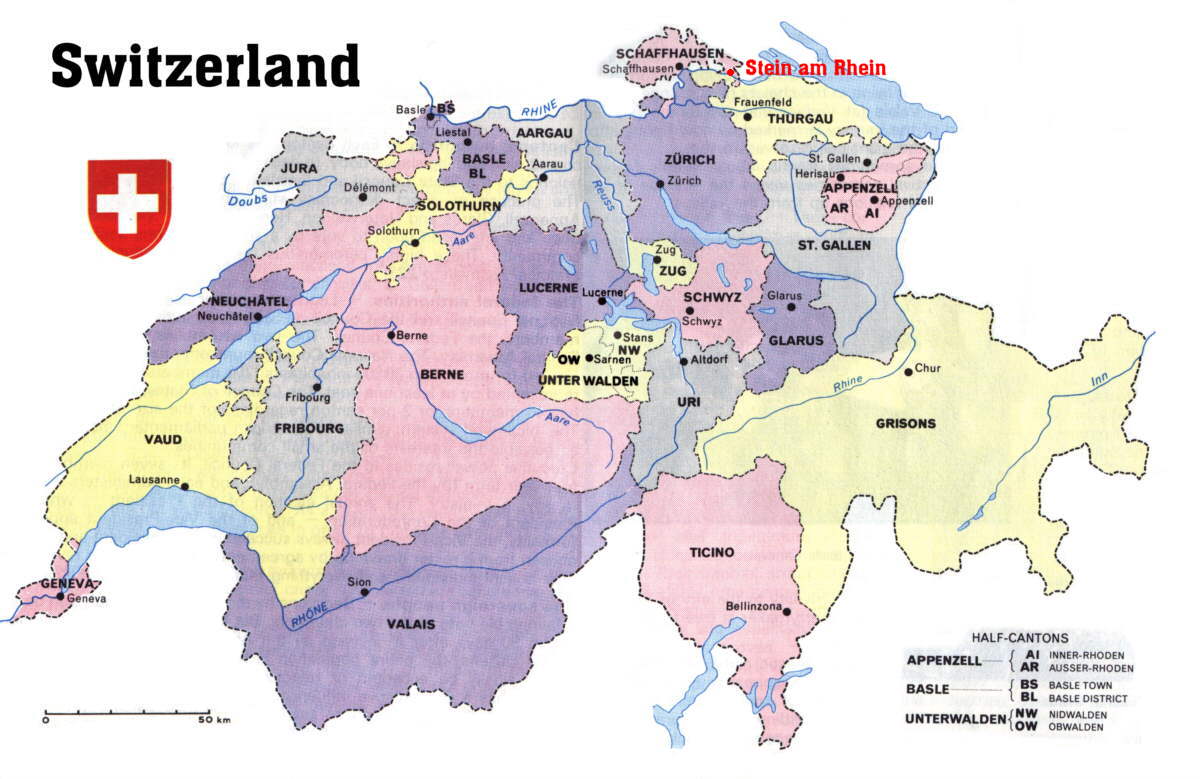 Switzerland
SCHAFFHAUSEN
Schaffhausen
Stein am Rhein
Basle
BS
RHINE
Frauenfeld
THURGAU
Liestal
AARGAU
BASLE
BL
ZÜRICH
St. Gallen
JURA
Aarau
Herisau
Zürich
Délémont
APPENZELL
Doubs
Reuss
SOLOTHURN
Appenzell
AR
AI
Solothurn
Aare
ST. GALLEN
Zug
ZUG
LUCERNE
Lucerne
SCHWYZ
Glarus
NEUCHÂTEL
Neuchâtel
Schwyz
Berne
Stans
GLARUS
NW
OW
Sarnen
Altdorf
BERNE
UNTERWALDEN
Chur
Rhine
Inn
Fribourg
URI
Aare
GRISONS
FRIBOURG
VAUD
Lausanne
TICINO
GENEVA
Geneva
Sion
Bellinzona
RHÔNE
VALAIS
HALF-CANTONS
APPENZELL { AI INNER-RHODEN
AR AUSSER-RHODEN
BASLE { BS BASLE TOWN
BL BASLE DISTRICT
UNTERWALDEN { NW NIDWALDEN
OW OBWALDEN
0 50 km